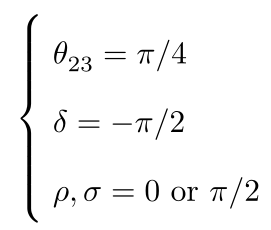 θ₂₃ = π/4
δ = −π/2
ρ, σ = 0 or π/2